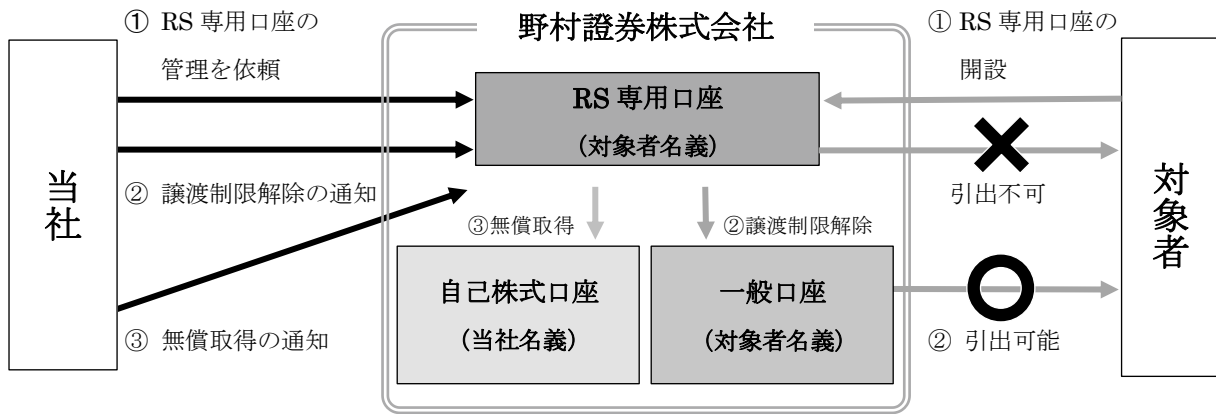 ① RS 専用口座の
管理を依頼
野村證券株式会社
① RS 専用口座の
開設
RS 専用口座
(対象者名義)
当社
② 譲渡制限解除の通知
引出不可
対象者
③無償取得
②譲渡制限解除
自己株式口座
(当社名義)
一般口座
(対象者名義)
③ 無償取得の通知
② 引出可能